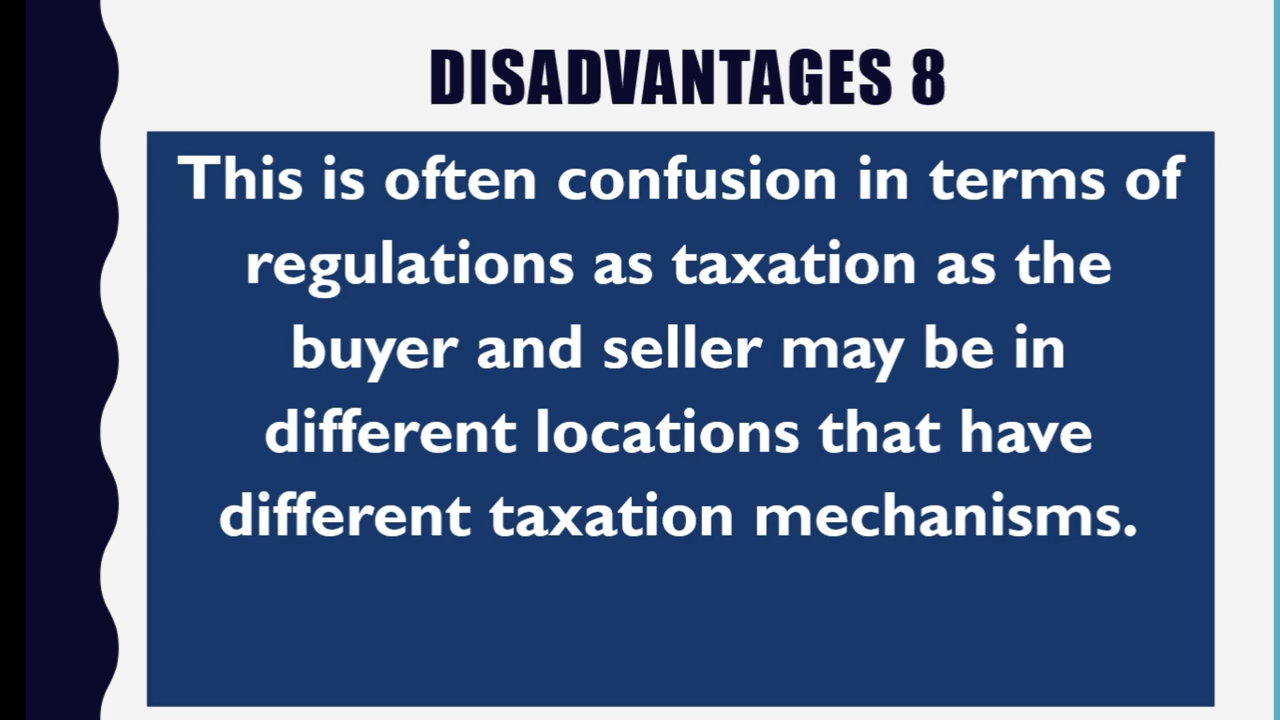 DISADVANTAGES 8
This is often confusion in terms of
regulations as taxation as the
buyer and seller may be in
different locations that have
different taxation mechanisms.